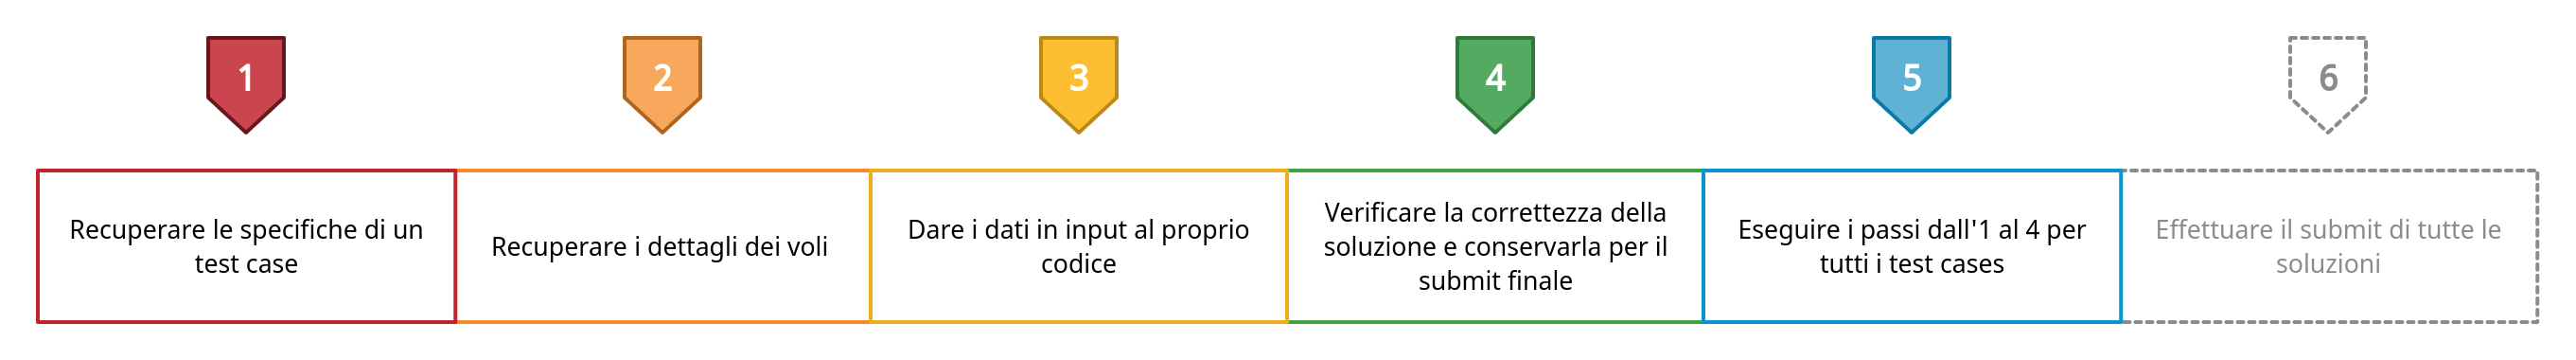 1
2
3
4
5
6
Recuperare le specifiche di un
test case
Recuperare i dettagli dei voli
Dare i dati in input al proprio
codice
Verificare la correttezza della
soluzione e conservarla per il
submit finale
Eseguire i passi dall'1 al 4 per
tutti i test cases
Effettuare il submit di tutte le
soluzioni